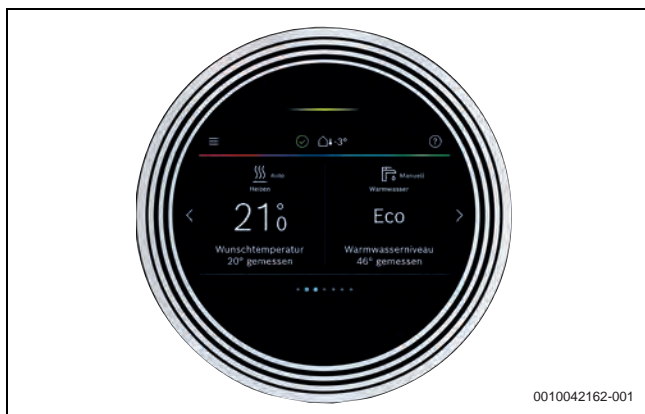 -3°
?
Auto
Heizen
21°0
Wunschtemperatur
20° gemessen
Manuell
Warmwasser
Eco
Warmwasserniveau
46° gemessen
0010042162-001